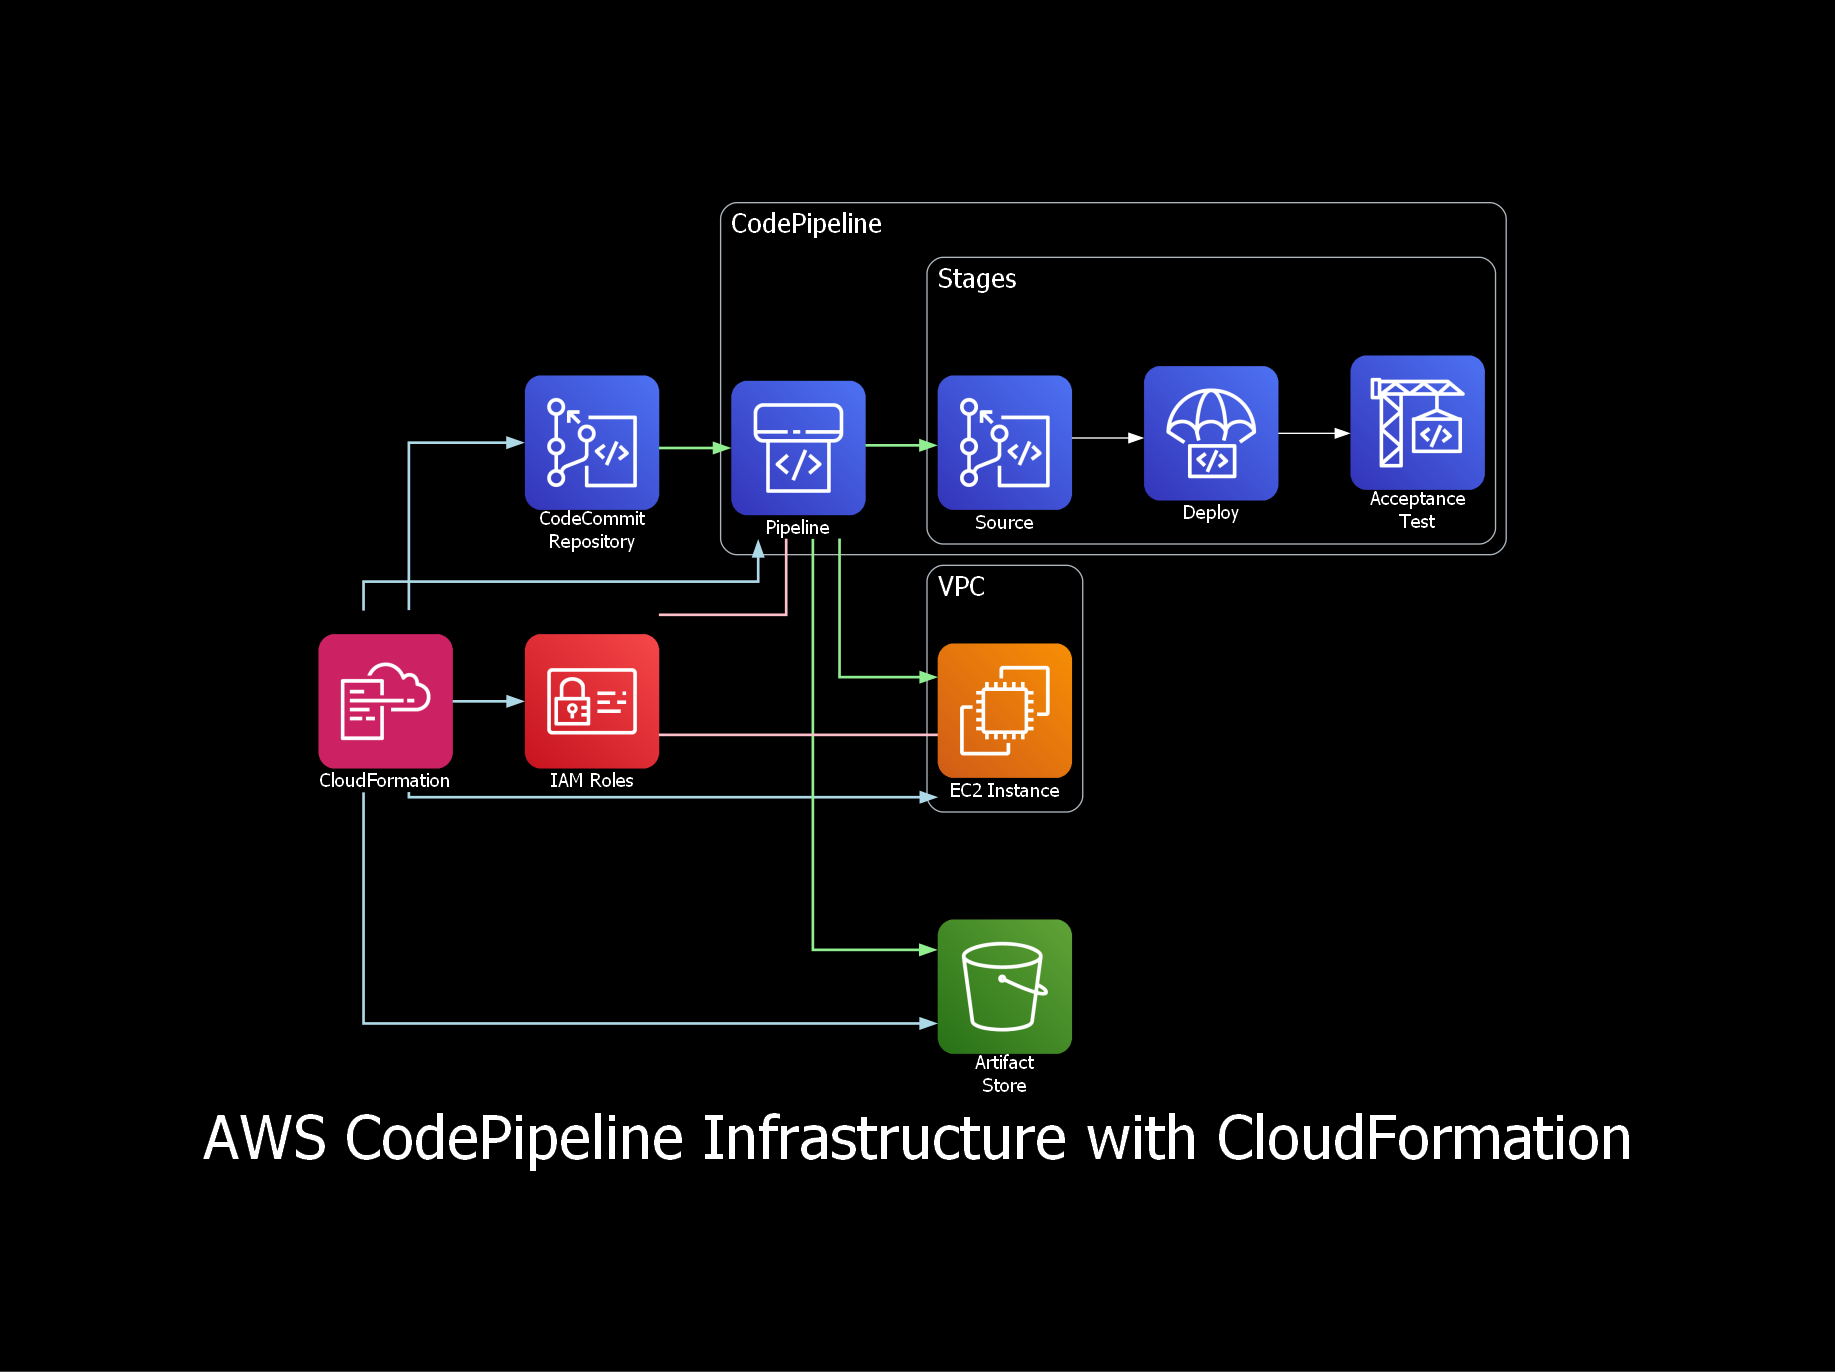 CodePipeline
Stages
CodeCommit
Repository
Pipeline
Source
Deploy
Acceptance
Test
VPC
CloudFormation
IAM Roles
EC2 Instance
Artifact
Store
AWS CodePipeline Infrastructure with CloudFormation